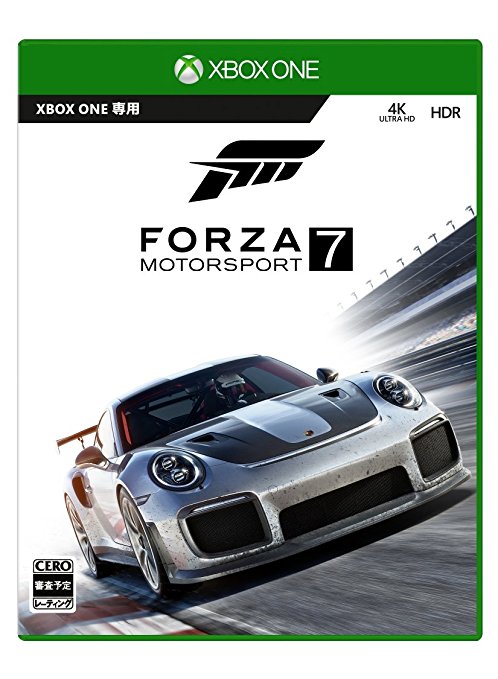 XBOX ONE
XBOX ONE 専用
4K
ULTRA HD
HDR
FORZA
MOTORSPORT 7
CERO
審査予定
レーティング